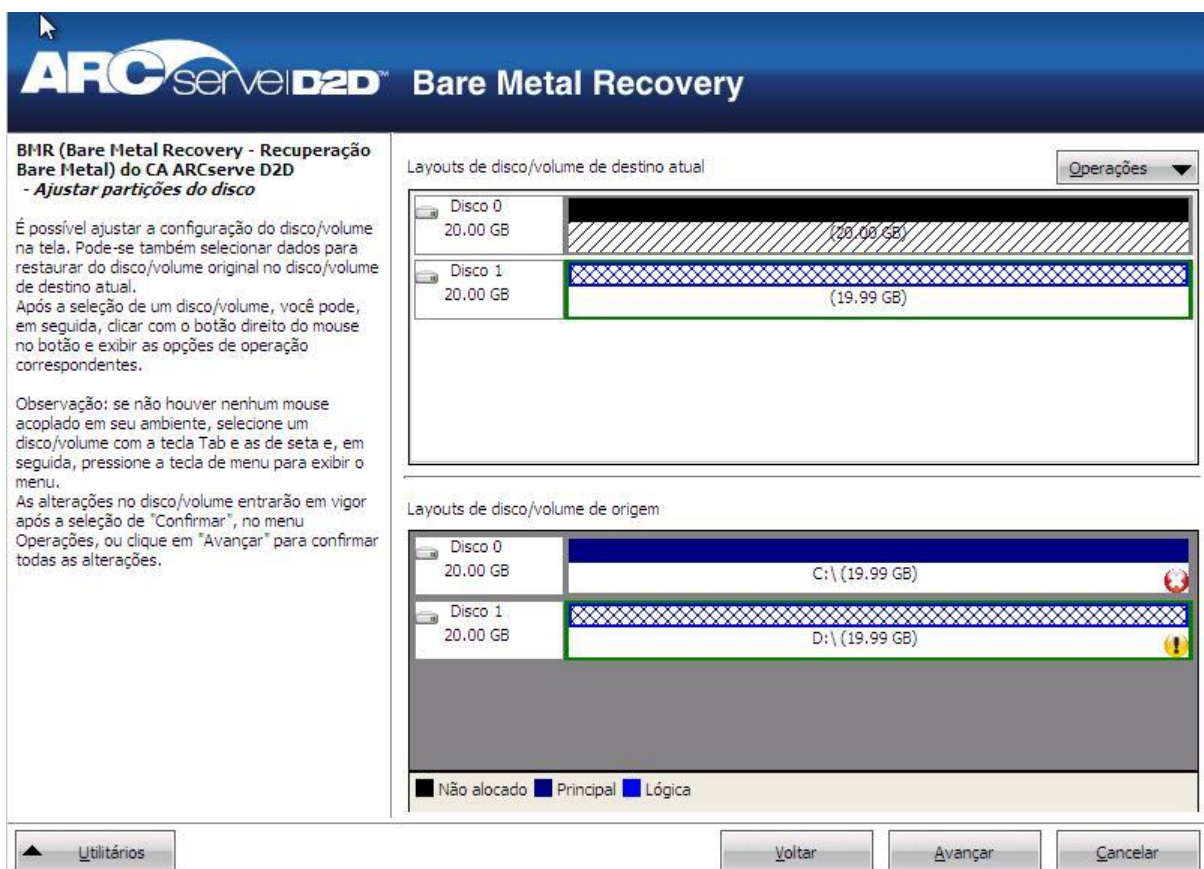 ARCserve D2D™ Bare Metal Recovery
BMR (Bare Metal Recovery - Recuperação
Bare Metal) do CA ARCserve D2D
- Ajustar partições do disco
É possível ajustar a configuração do disco/volume
na tela. Pode-se também selecionar dados para
restaurar do disco/volume original no disco/volume
de destino atual.
Após a seleção de um disco/volume, você pode,
em seguida, clicar com o botão direito do mouse
no botão e exibir as opções de operação
correspondentes.
Observação: se não houver nenhum mouse
acoplado em seu ambiente, selecione um
disco/volume com a tecla Tab e as de seta e, em
seguida, pressione a tecla de menu para exibir o
menu.
As alterações no disco/volume entrarão em vigor
após a seleção de "Confirmar", no menu
Operações, ou clique em "Avançar" para confirmar
todas as alterações.
Layouts de disco/volume de destino atual
Operações
Disco 0
20.00 GB
(20.00 GB)
Disco 1
20.00 GB
(19.99 GB)
Layouts de disco/volume de origem
Disco 0
20.00 GB
C:\ (19.99 GB)
Disco 1
20.00 GB
D:\ (19.99 GB)
Não alocado Principal Lógica
Utilitários
Voltar
Avançar
Cancelar